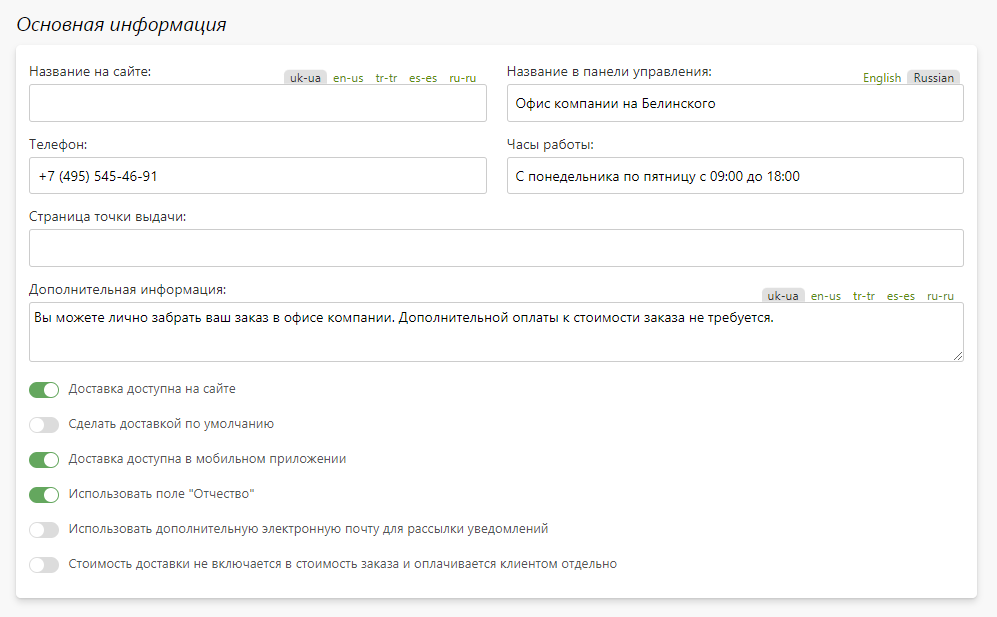 Основная информация
Название на сайте: uk-ua en-us tr-tr es-es ru-ru
Название в панели управления: English Russian
Офис компании на Белинского
Телефон:
Часы работы:
+7 (495) 545-46-91
С понедельника по пятницу с 09:00 до 18:00
Страница точки выдачи:
Дополнительная информация: uk-ua en-us tr-tr es-es ru-ru
Вы можете лично забрать ваш заказ в офисе компании. Дополнительной оплаты к стоимости заказа не требуется.
Доставка доступна на сайте
Сделать доставкой по умолчанию
Доставка доступна в мобильном приложении
Использовать поле "Отчество"
Использовать дополнительную электронную почту для рассылки уведомлений
Стоимость доставки не включается в стоимость заказа и оплачивается клиентом отдельно